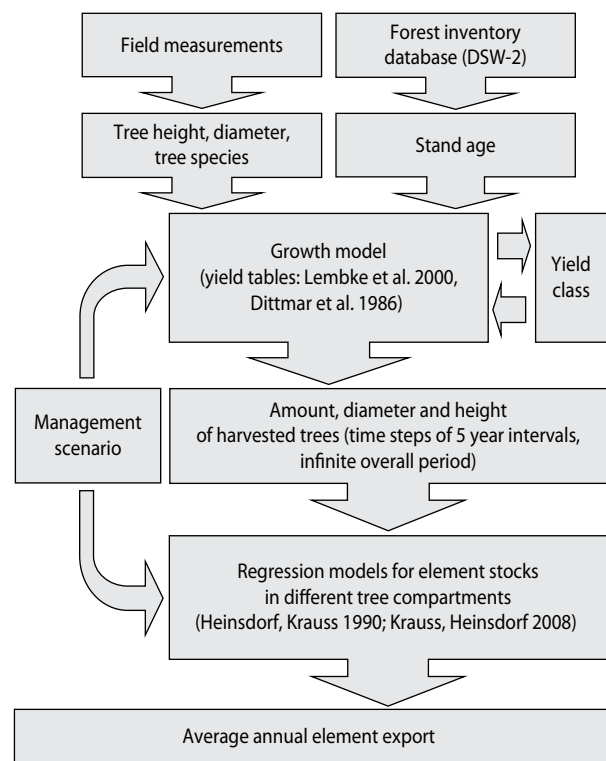 Field measurements
Forest inventory
database (DSW-2)
Tree height, diameter,
tree species
Stand age
Growth model
(yield tables: Lembke et al. 2000,
Dittmar et al. 1986)
Yield
class
Management
scenario
Amount, diameter and height
of harvested trees (time steps of 5 year intervals,
infinite overall period)
Regression models for element stocks
in different tree compartments
(Heinsdorf, Krauss 1990; Krauss, Heinsdorf 2008)
Average annual element export